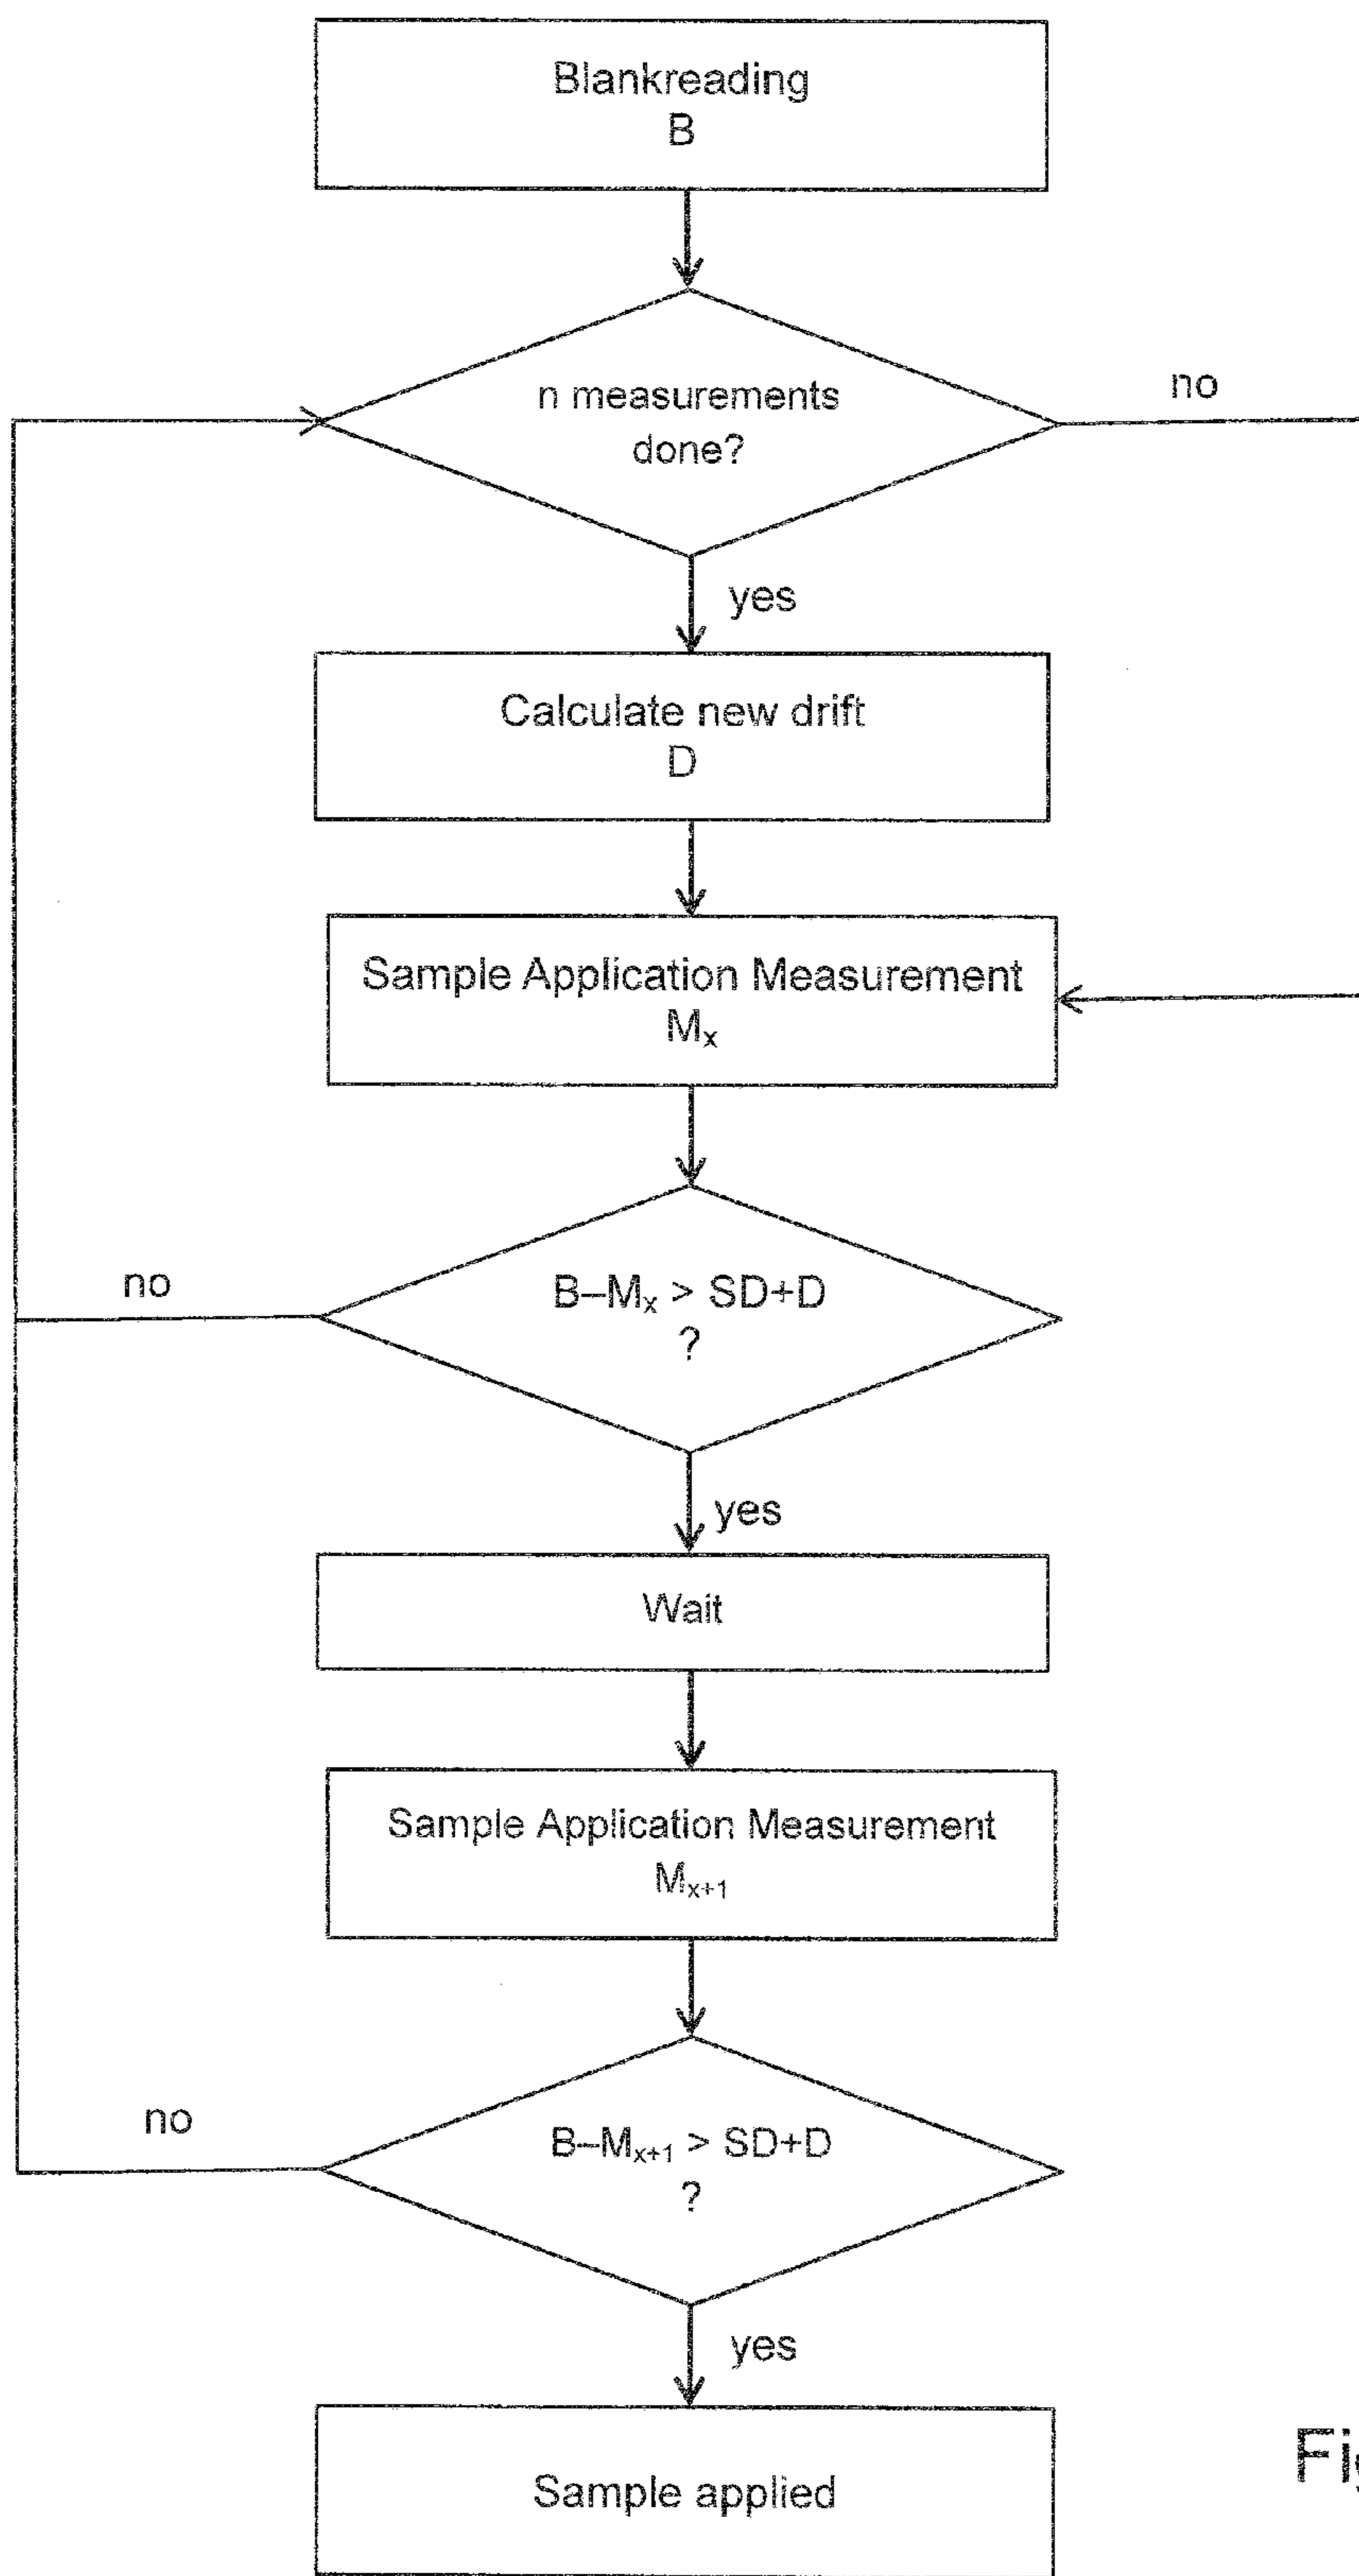 Blankreading
B
n measurements
done?
no
yes
Calculate new drift
D
Sample Application Measurement
Mₓ
B–Mₓ > SD+D
?
no
yes
Wait
Sample Application Measurement
Mₓ₊₁
B–Mₓ₊₁ > SD+D
?
no
yes
Sample applied